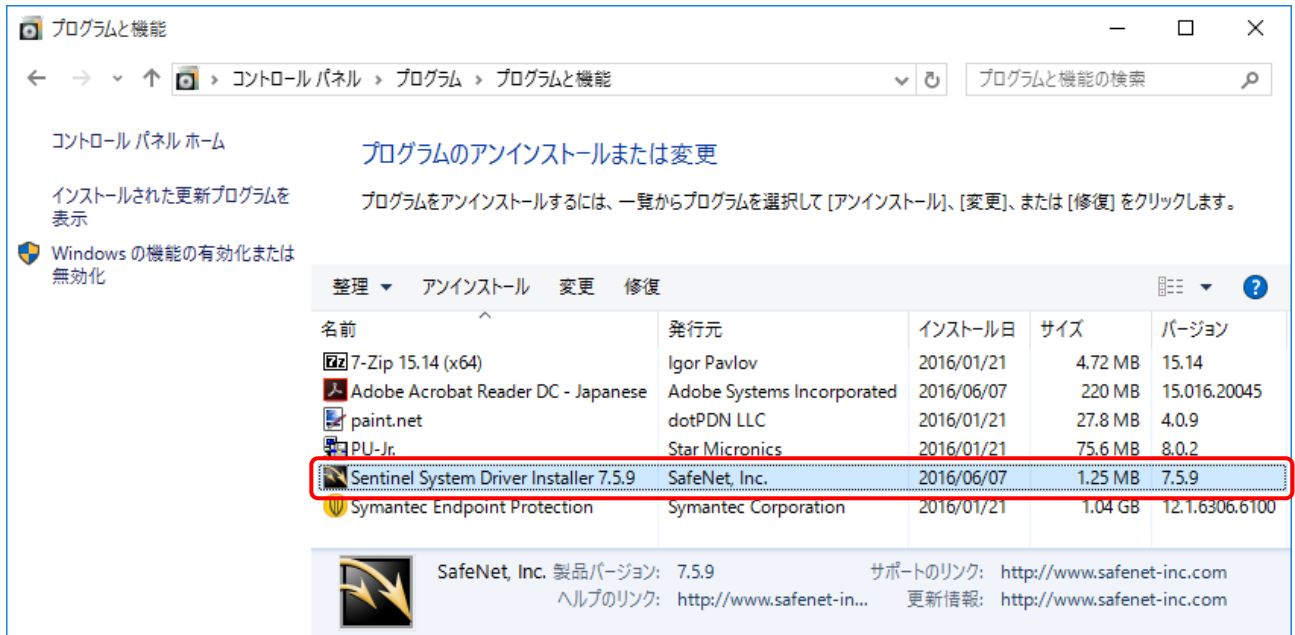 プログラムと機能
コントロール パネル › プログラム › プログラムと機能
プログラムと機能の検索
コントロール パネル ホーム
インストールされた更新プログラムを
表示
Windows の機能の有効化または
無効化
プログラムのアンインストールまたは変更
プログラムをアンインストールするには、一覧からプログラムを選択して [アンインストール]、[変更]、または [修復] をクリックします。
整理 アンインストール 変更 修復
名前 発行元 インストール日 サイズ バージョン
7-Zip 15.14 (x64) Igor Pavlov 2016/01/21 4.72 MB 15.14
Adobe Acrobat Reader DC - Japanese Adobe Systems Incorporated 2016/06/07 220 MB 15.016.20045
paint.net dotPDN LLC 2016/01/21 27.8 MB 4.0.9
PU-Jr. Star Micronics 2016/01/21 75.6 MB 8.0.2
Sentinel System Driver Installer 7.5.9 SafeNet, Inc. 2016/06/07 1.25 MB 7.5.9
Symantec Endpoint Protection Symantec Corporation 2016/01/21 1.04 GB 12.1.6306.6100
SafeNet, Inc. 製品バージョン: 7.5.9 サポートのリンク: http://www.safenet-inc.com
ヘルプのリンク: http://www.safenet-in... 更新情報: http://www.safenet-inc.com